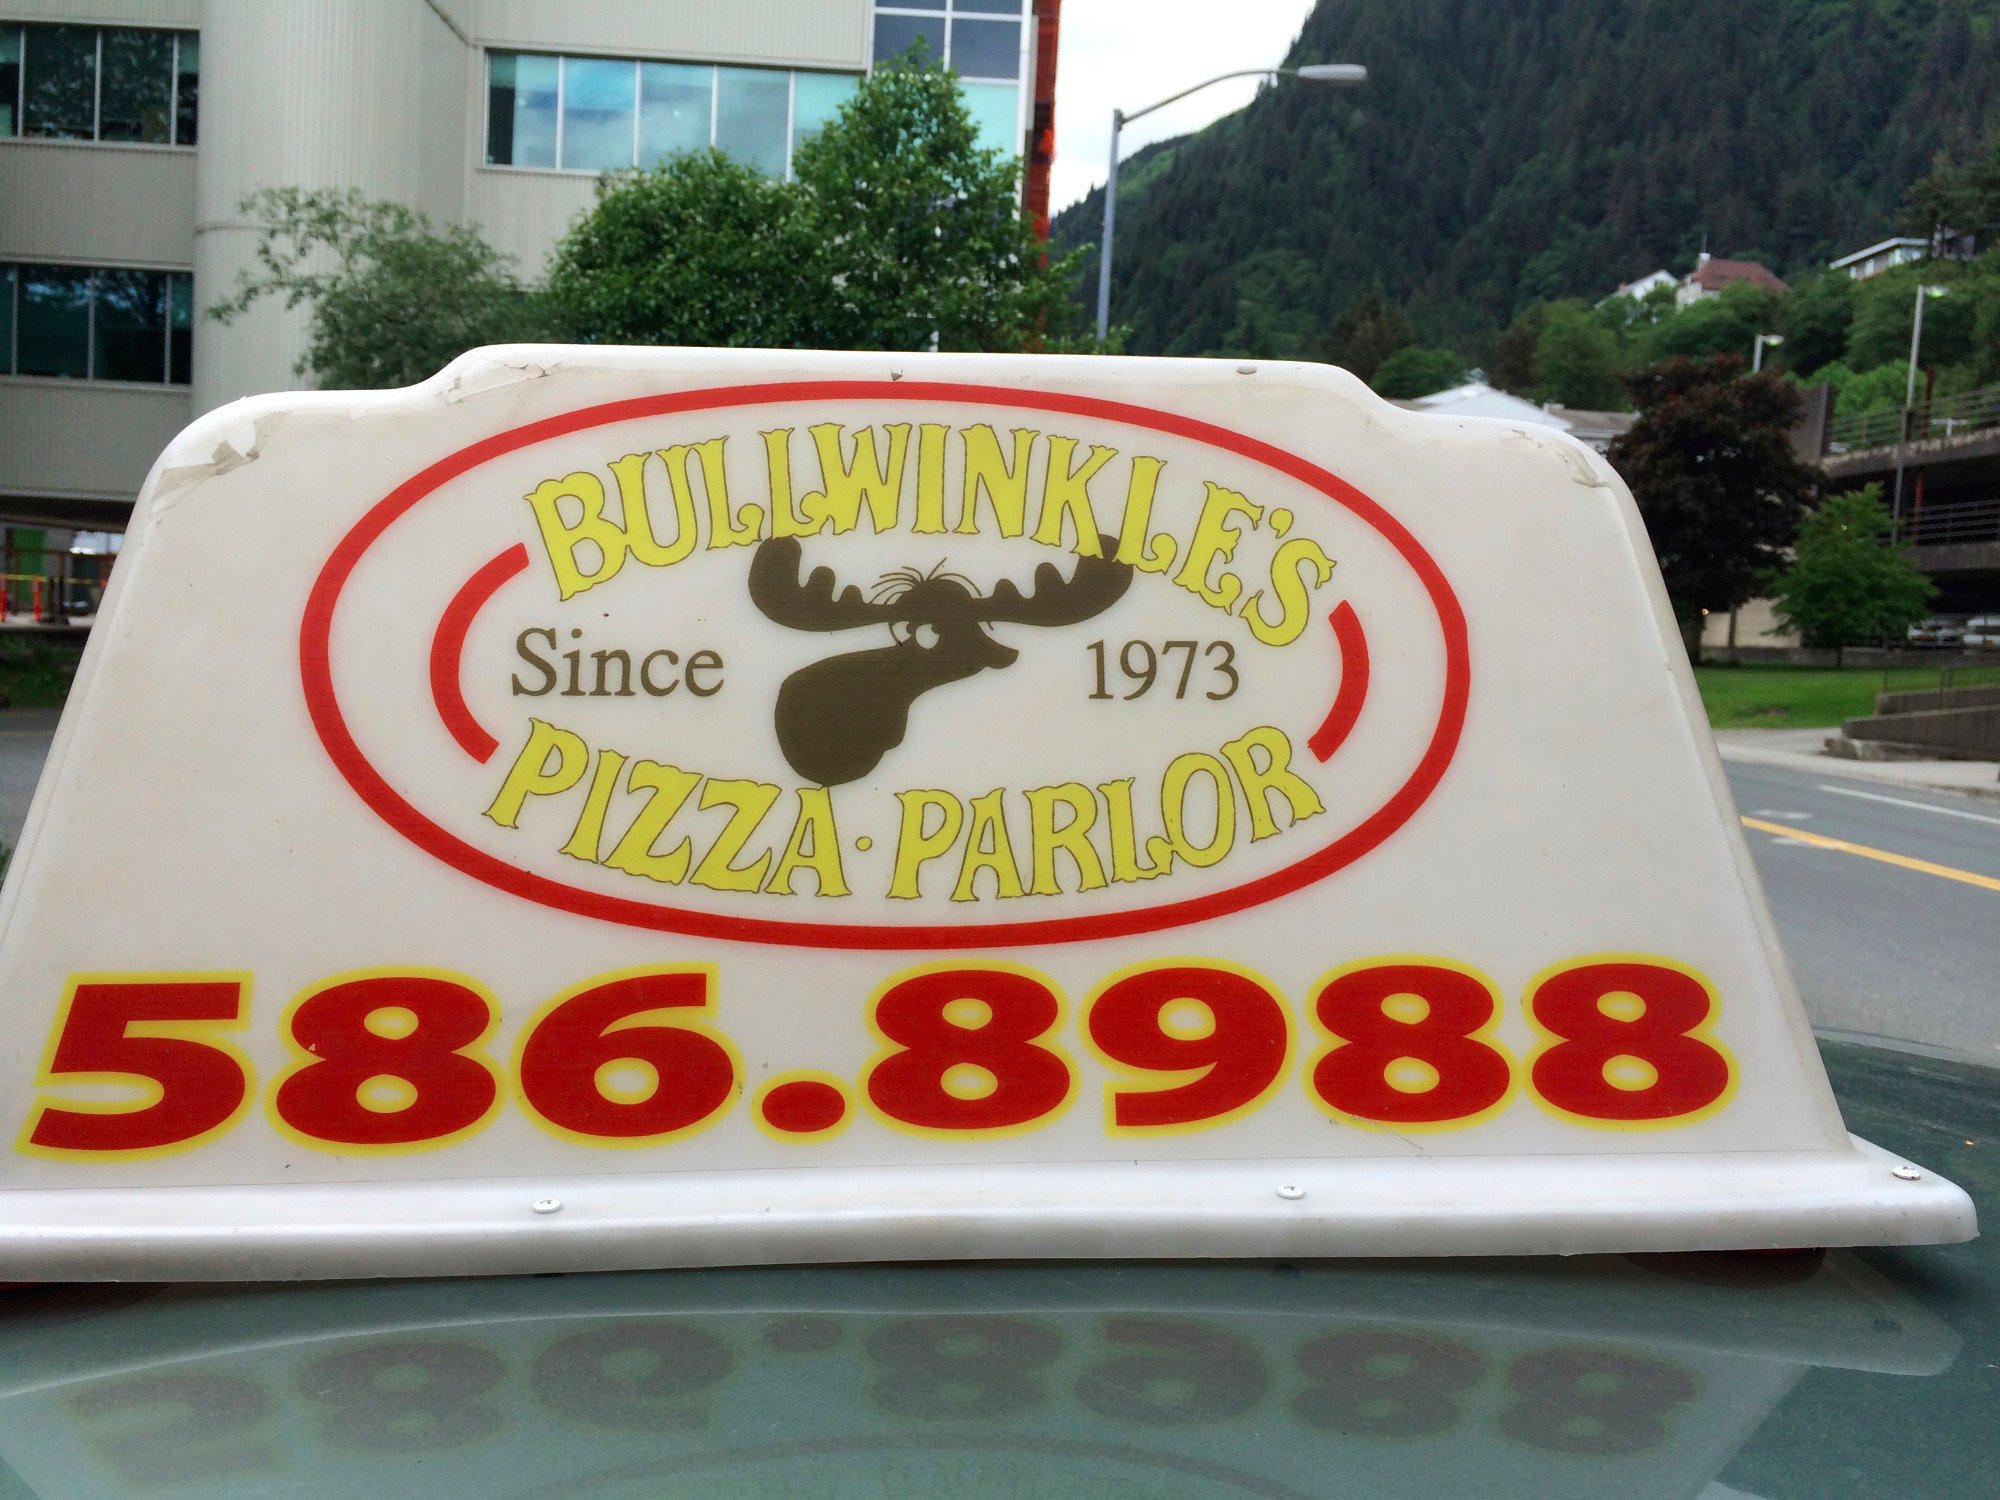 BULLWINKLE'S
Since 1973
PIZZA · PARLOR
586.8988